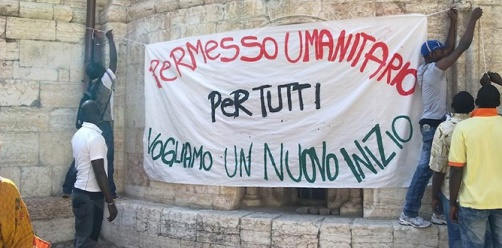 PERMESSO UMANITARIO
PER TUTTI
VOGLIAMO UN NUOVO INIZIO